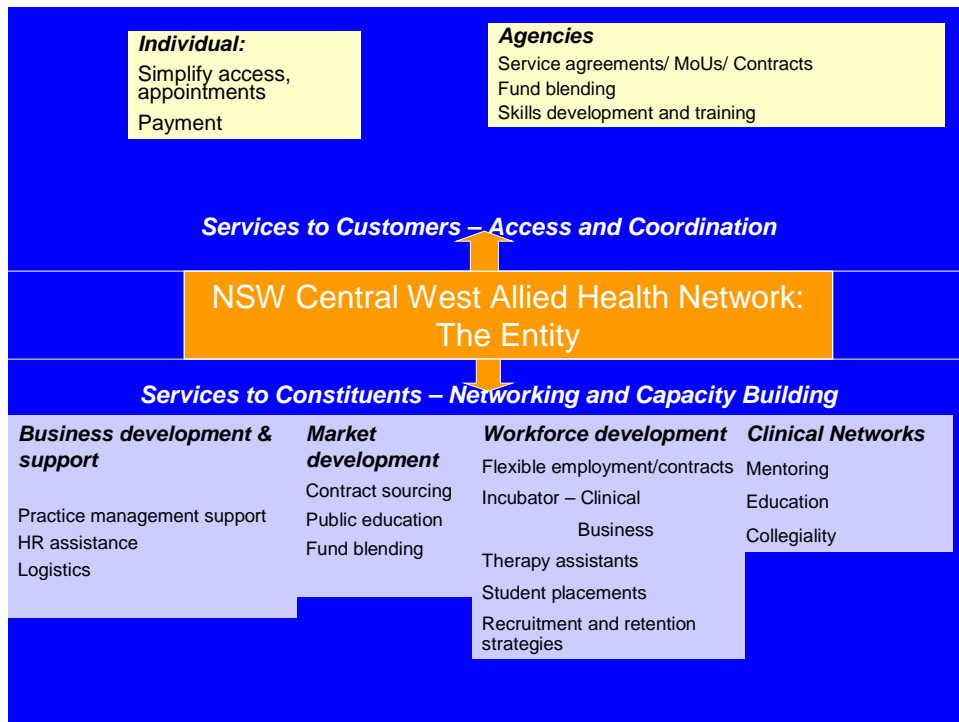 Individual:
Simplify access,
appointments
Payment
Agencies
Service agreements/ MoUs/ Contracts
Fund blending
Skills development and training
Services to Customers – Access and Coordination
NSW Central West Allied Health Network:
The Entity
Services to Constituents – Networking and Capacity Building
Business development &
support
Practice management support
HR assistance
Logistics
Market
development
Contract sourcing
Public education
Fund blending
Workforce development
Flexible employment/contracts
Incubator – Clinical
Business
Therapy assistants
Student placements
Recruitment and retention
strategies
Clinical Networks
Mentoring
Education
Collegiality